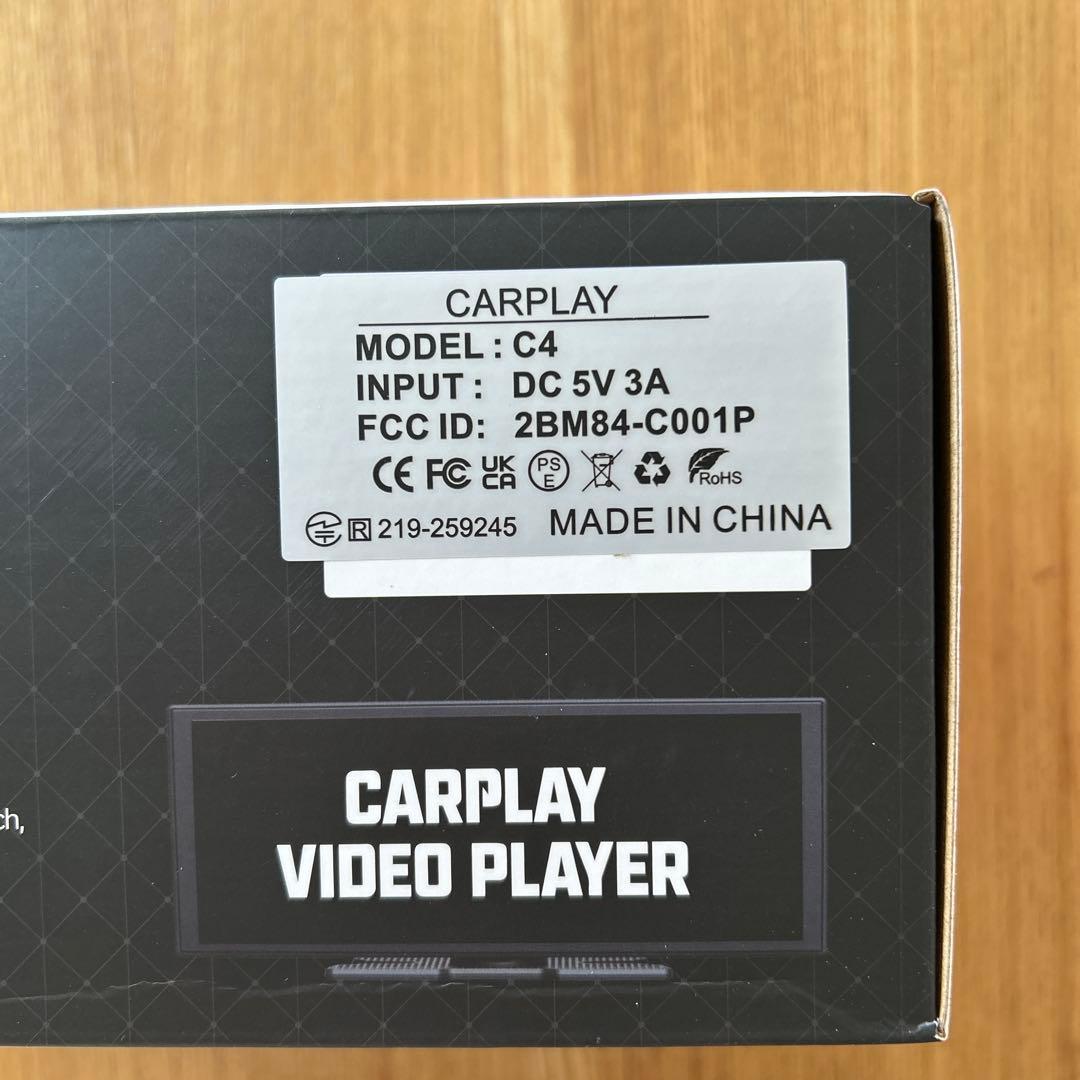 CARPLAY
MODEL : C4
INPUT : DC 5V 3A
FCC ID: 2BM84-C001P
CE FC UK CA PS E RoHS
R 219-259245 MADE IN CHINA
ch,
CARPLAY
VIDEO PLAYER